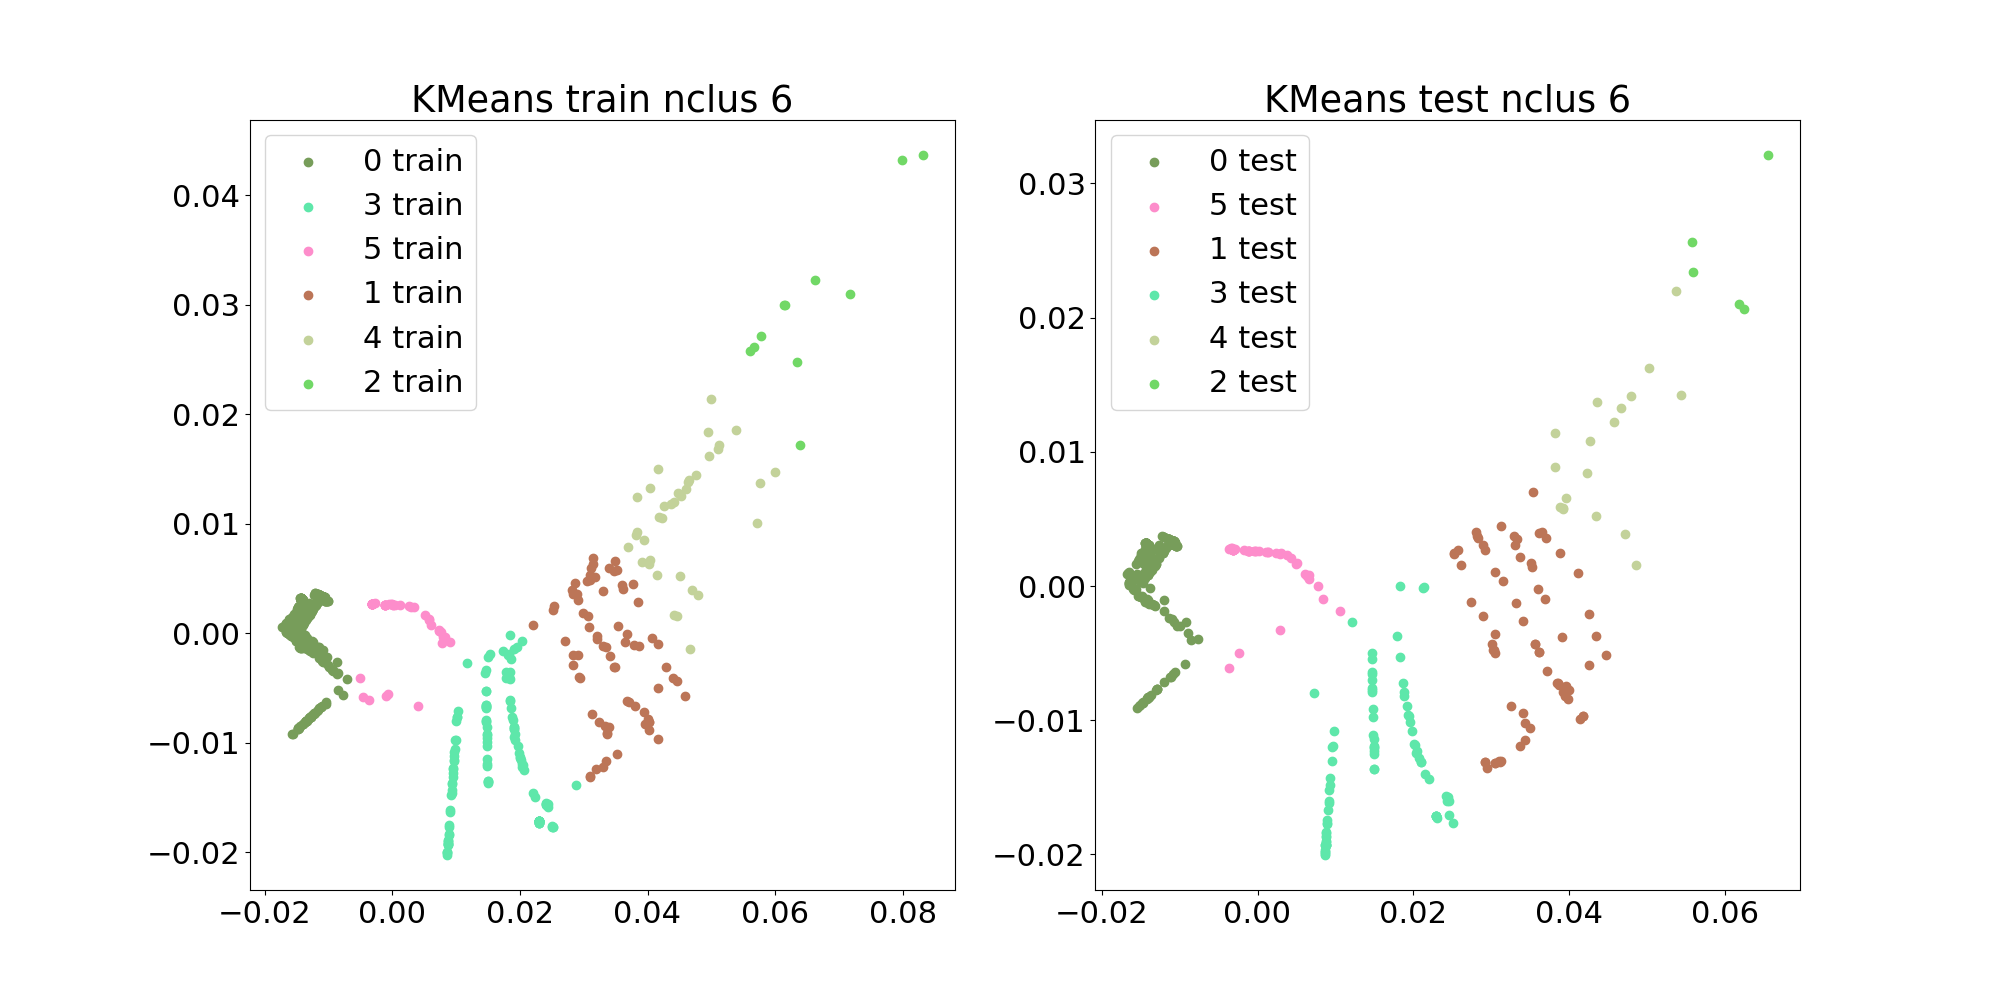 KMeans train nclus 6
0 train
3 train
5 train
1 train
4 train
2 train
0.04
0.03
0.02
0.01
0.00
−0.01
−0.02
−0.02 0.00 0.02 0.04 0.06 0.08
KMeans test nclus 6
0 test
5 test
1 test
3 test
4 test
2 test
0.03
0.02
0.01
0.00
−0.01
−0.02
−0.02 0.00 0.02 0.04 0.06